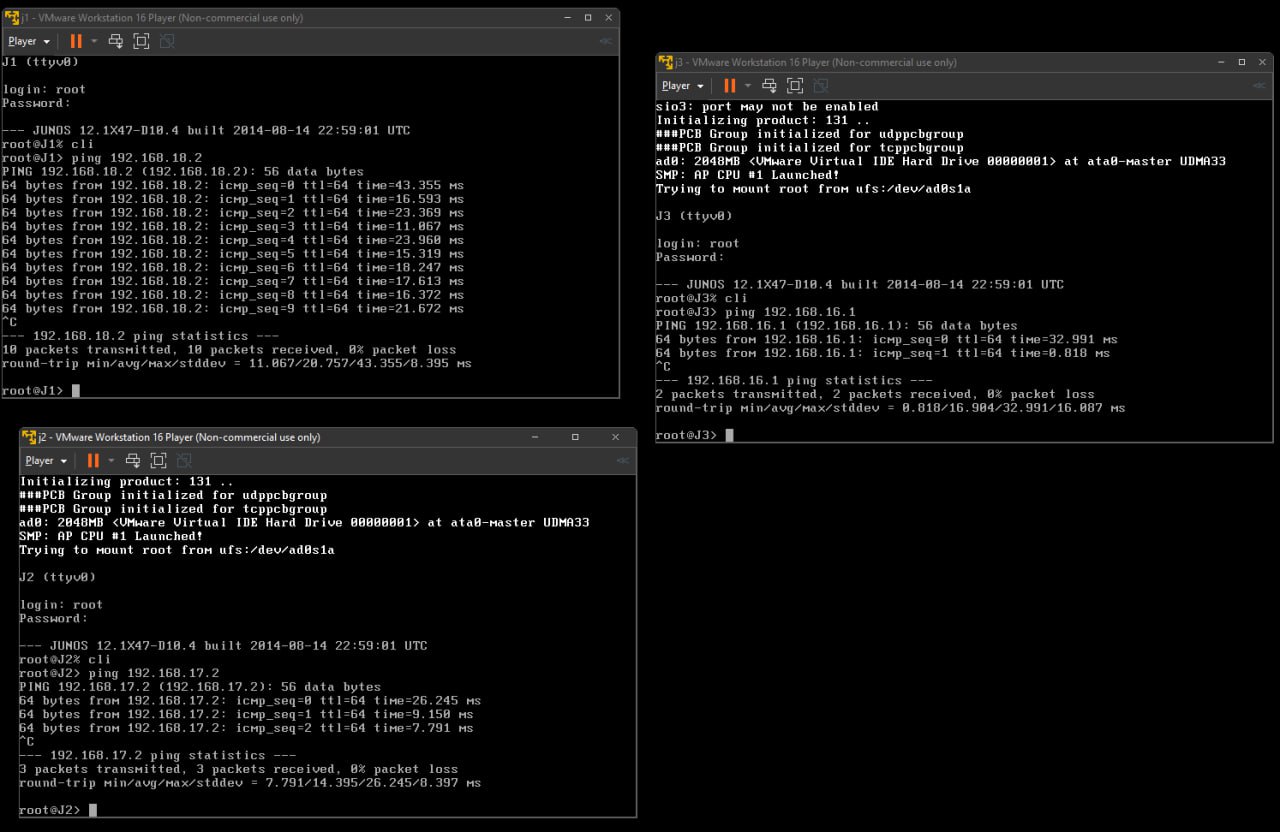 j1 - VMware Workstation 16 Player (Non-commercial use only)
Player
J1 (ttyv0)
login: root
Password:
--- JUNOS 12.1X47-D10.4 built 2014-08-14 22:59:01 UTC
root@J1% cli
root@J1> ping 192.168.18.2
PING 192.168.18.2 (192.168.18.2): 56 data bytes
64 bytes from 192.168.18.2: icmp_seq=0 ttl=64 time=43.355 ms
64 bytes from 192.168.18.2: icmp_seq=1 ttl=64 time=16.593 ms
64 bytes from 192.168.18.2: icmp_seq=2 ttl=64 time=23.369 ms
64 bytes from 192.168.18.2: icmp_seq=3 ttl=64 time=11.067 ms
64 bytes from 192.168.18.2: icmp_seq=4 ttl=64 time=23.960 ms
64 bytes from 192.168.18.2: icmp_seq=5 ttl=64 time=15.319 ms
64 bytes from 192.168.18.2: icmp_seq=6 ttl=64 time=18.247 ms
64 bytes from 192.168.18.2: icmp_seq=7 ttl=64 time=17.613 ms
64 bytes from 192.168.18.2: icmp_seq=8 ttl=64 time=16.372 ms
64 bytes from 192.168.18.2: icmp_seq=9 ttl=64 time=21.672 ms
^C
--- 192.168.18.2 ping statistics ---
10 packets transmitted, 10 packets received, 0% packet loss
round-trip min/avg/max/stddev = 11.067/20.757/43.355/8.395 ms
root@J1>
j3 - VMware Workstation 16 Player (Non-commercial use only)
Player
sio3: port may not be enabled
Initializing product: 131 ..
###PCB Group initialized for udppcbgroup
###PCB Group initialized for tcppcbgroup
ad0: 2048MB <VMware Virtual IDE Hard Drive 00000001> at ata0-master UDMA33
SMP: AP CPU #1 Launched!
Trying to mount root from ufs:/dev/ad0s1a
J3 (ttyv0)
login: root
Password:
--- JUNOS 12.1X47-D10.4 built 2014-08-14 22:59:01 UTC
root@J3% cli
root@J3> ping 192.168.16.1
PING 192.168.16.1 (192.168.16.1): 56 data bytes
64 bytes from 192.168.16.1: icmp_seq=0 ttl=64 time=32.991 ms
64 bytes from 192.168.16.1: icmp_seq=1 ttl=64 time=0.818 ms
^C
--- 192.168.16.1 ping statistics ---
2 packets transmitted, 2 packets received, 0% packet loss
round-trip min/avg/max/stddev = 0.818/16.904/32.991/16.087 ms
root@J3>
j2 - VMware Workstation 16 Player (Non-commercial use only)
Player
Initializing product: 131 ..
###PCB Group initialized for udppcbgroup
###PCB Group initialized for tcppcbgroup
ad0: 2048MB <VMware Virtual IDE Hard Drive 00000001> at ata0-master UDMA33
SMP: AP CPU #1 Launched!
Trying to mount root from ufs:/dev/ad0s1a
J2 (ttyv0)
login: root
Password:
--- JUNOS 12.1X47-D10.4 built 2014-08-14 22:59:01 UTC
root@J2% cli
root@J2> ping 192.168.17.2
PING 192.168.17.2 (192.168.17.2): 56 data bytes
64 bytes from 192.168.17.2: icmp_seq=0 ttl=64 time=26.245 ms
64 bytes from 192.168.17.2: icmp_seq=1 ttl=64 time=9.150 ms
64 bytes from 192.168.17.2: icmp_seq=2 ttl=64 time=7.791 ms
^C
--- 192.168.17.2 ping statistics ---
3 packets transmitted, 3 packets received, 0% packet loss
round-trip min/avg/max/stddev = 7.791/14.395/26.245/8.397 ms
root@J2>